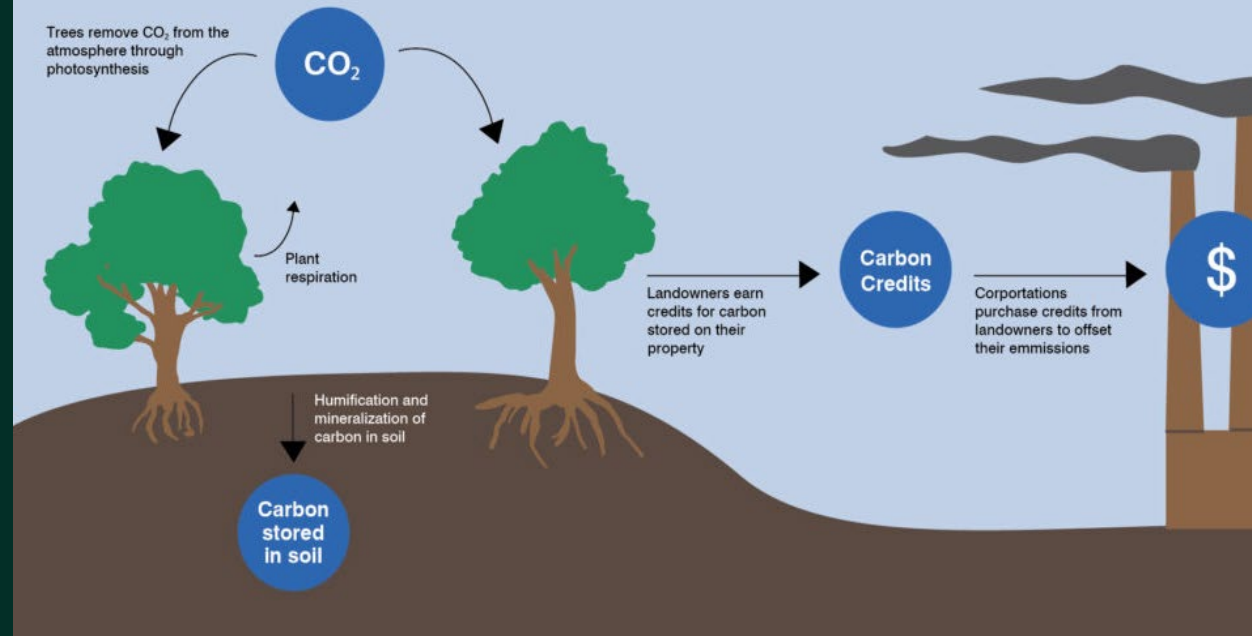 Trees remove CO₂ from the
atmosphere through
photosynthesis
CO₂
Plant
respiration
Landowners earn
credits for carbon
stored on their
property
Carbon
Credits
Corportations
purchase credits from
landowners to offset
their emmissions
$
Humification and
mineralization of
carbon in soil
Carbon
stored
in soil